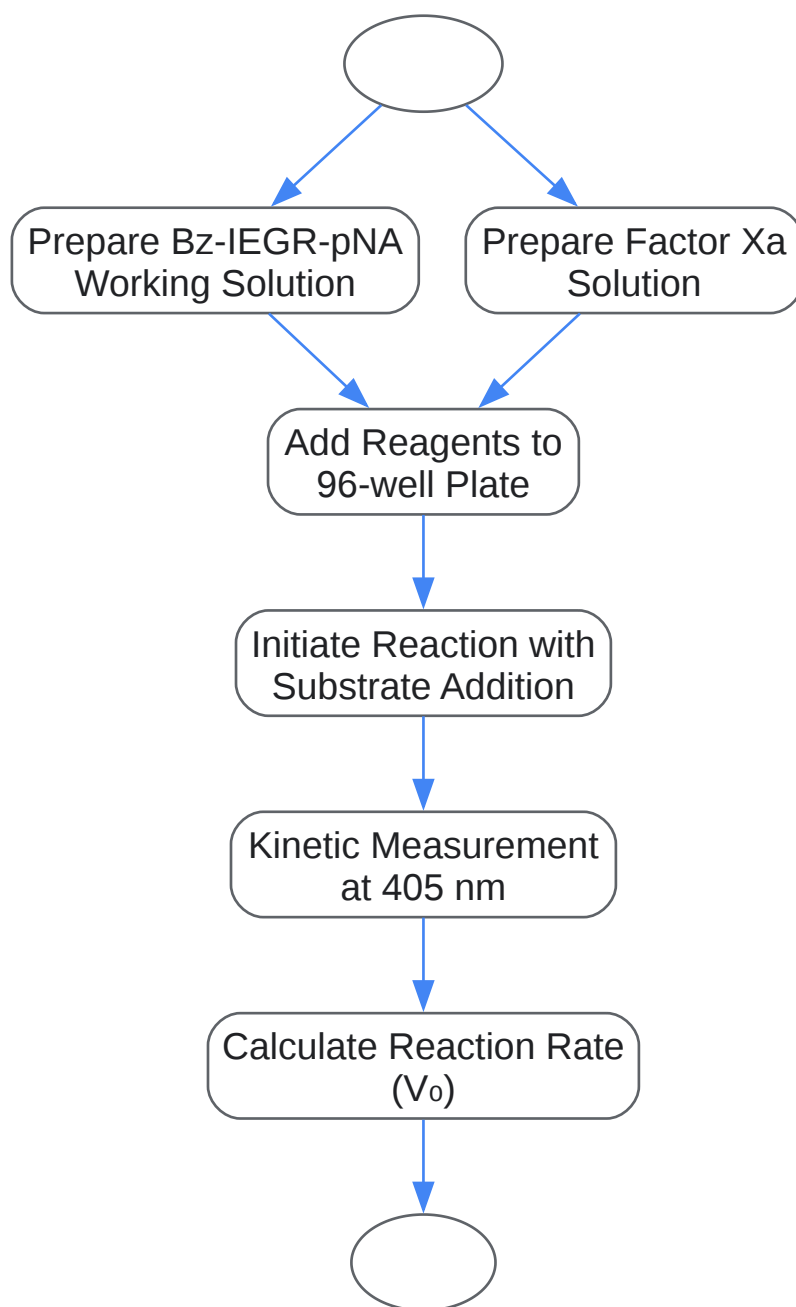 Prepare Bz-IEGR-pNA
Working Solution
Prepare Factor Xa
Solution
Add Reagents to
96-well Plate
Initiate Reaction with
Substrate Addition
Kinetic Measurement
at 405 nm
Calculate Reaction Rate
(V₀)